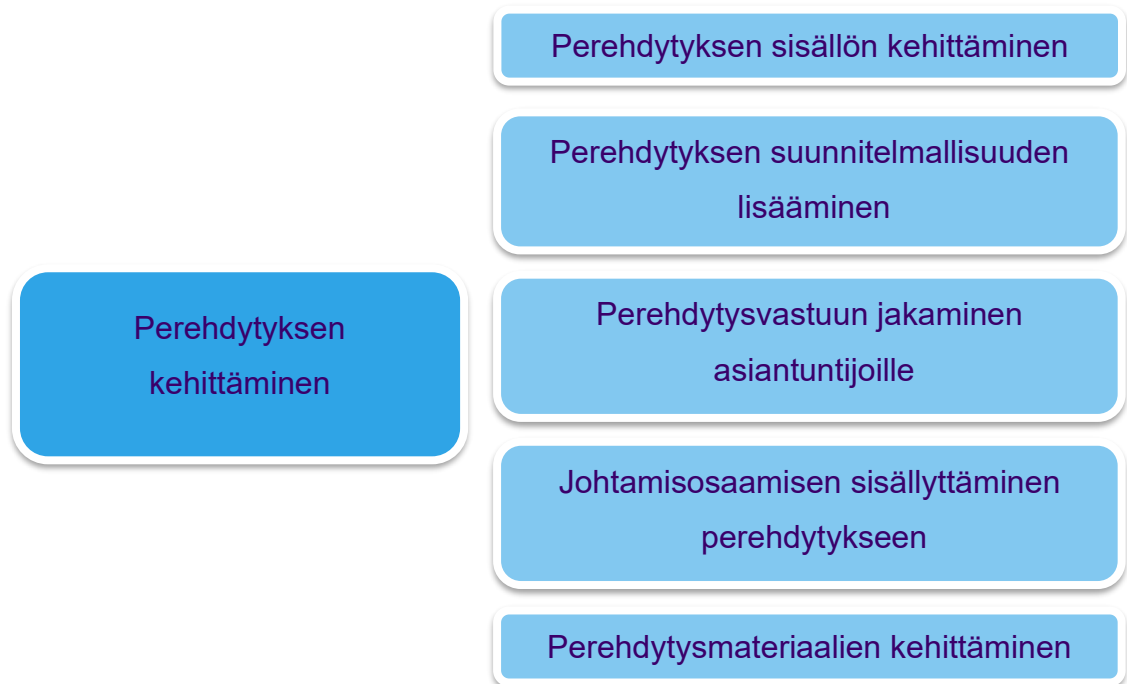 Perehdytyksen sisällön kehittäminen
Perehdytyksen suunnitelmallisuuden
lisääminen
Perehdytyksen
kehittäminen
Perehdytysvastuun jakaminen
asiantuntijoille
Johtamisosaamisen sisällyttäminen
perehdytykseen
Perehdytysmateriaalien kehittäminen